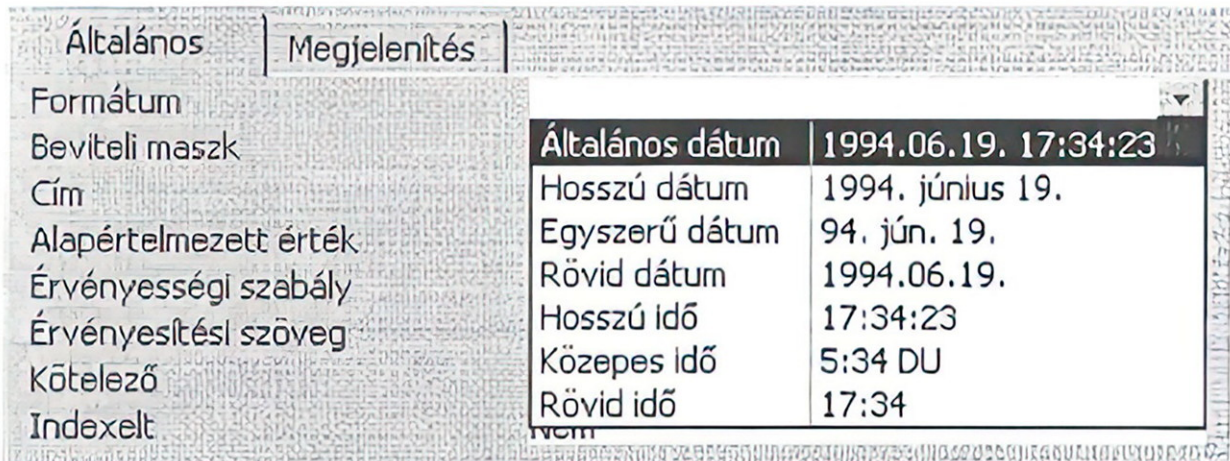 Általános Megjelenítés
Formátum
Beviteli maszk Általános dátum 1994.06.19. 17:34:23
Cím Hosszú dátum 1994. június 19.
Alapértelmezett érték Egyszerű dátum 94. jún. 19.
Érvényességi szabály Rövid dátum 1994.06.19.
Érvényesítési szöveg Hosszú idő 17:34:23
Kötelező Közepes idő 5:34 DU
Indexelt Rövid idő 17:34
Nem